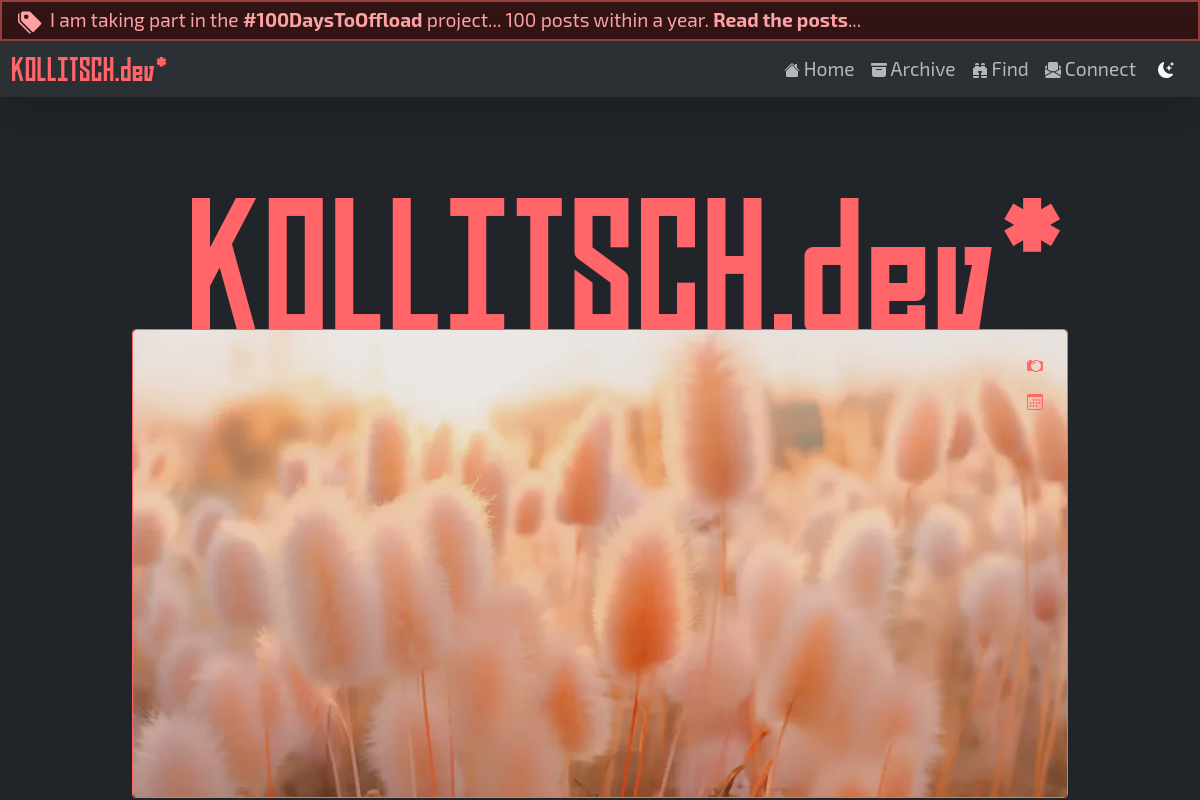 I am taking part in the #100DaysToOffload project... 100 posts within a year. Read the posts...
KOLLITSCH.dev*
Home
Archive
Find
Connect
KOLLITSCH.dev*